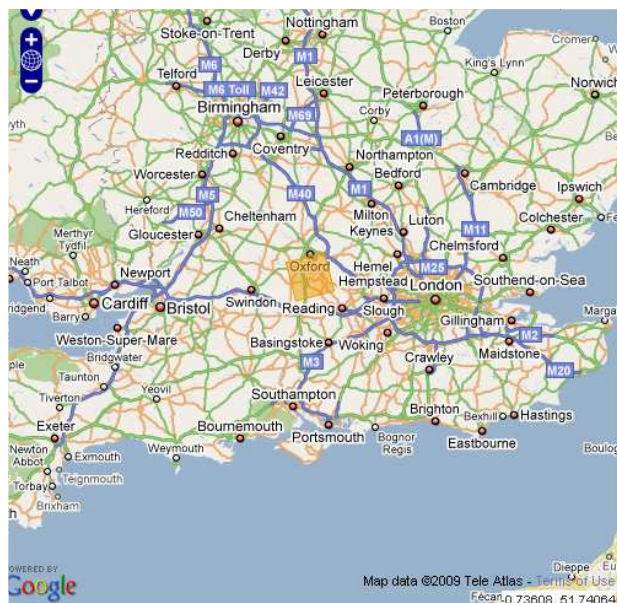 Stoke-on-Trent
Nottingham
Derby
M1
Boston
Cromer
King's Lynn
M6
Telford
M6 Toll
M42
Leicester
Birmingham
Peterborough
Norwich
M69
Corby
A1(M)
Coventry
Redditch
Northampton
Worcester
M5
M40
M1
Bedford
Cambridge
Ipswich
Hereford
M50
Cheltenham
Milton
Keynes
Luton
M11
Colchester
Merthyr
Tydfil
Gloucester
Chelmsford
Neath
Oxford
Hemel
Hempstead
M25
Port Talbot
Newport
Southend-on-Sea
London
Bridgend
Cardiff
Bristol
Swindon
Reading
Slough
Gillingham
Barry
Weston-Super-Mare
Basingstoke
Woking
M2
Maidstone
Bridgwater
M3
Crawley
M20
Taunton
Tiverton
Yeovil
Southampton
Exeter
Bournemouth
Portsmouth
Brighton
Bexhill
Hastings
Newton
Abbot
Exmouth
Weymouth
Bognor
Regis
Eastbourne
Teignmouth
Torbay
Brixham
POWERED BY
Google
Dieppe
Map data ©2009 Tele Atlas - Terms of Use
-0.73608, 51.74064